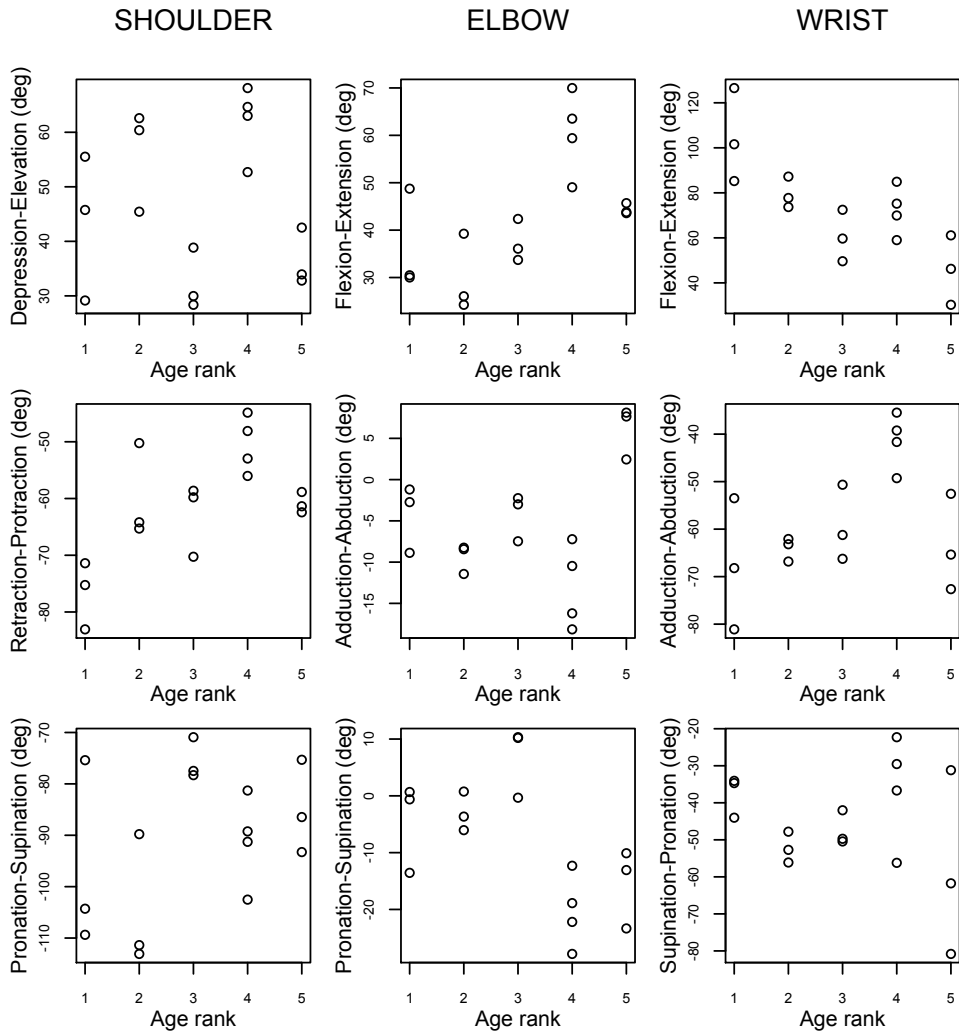 SHOULDER ELBOW WRIST
Depression-Elevation (deg)
30 40 50 60
1 2 3 4 5
Age rank
Flexion-Extension (deg)
30 40 50 60 70
1 2 3 4 5
Age rank
Flexion-Extension (deg)
40 60 80 100 120
1 2 3 4 5
Age rank
Retraction-Protraction (deg)
-80 -70 -60 -50
1 2 3 4 5
Age rank
Adduction-Abduction (deg)
-15 -10 -5 0 5
1 2 3 4 5
Age rank
Adduction-Abduction (deg)
-80 -70 -60 -50 -40
1 2 3 4 5
Age rank
Pronation-Supination (deg)
-110 -100 -90 -80 -70
1 2 3 4 5
Age rank
Pronation-Supination (deg)
-20 -10 0 10
1 2 3 4 5
Age rank
Supination-Pronation (deg)
-80 -70 -60 -50 -40 -30 -20
1 2 3 4 5
Age rank